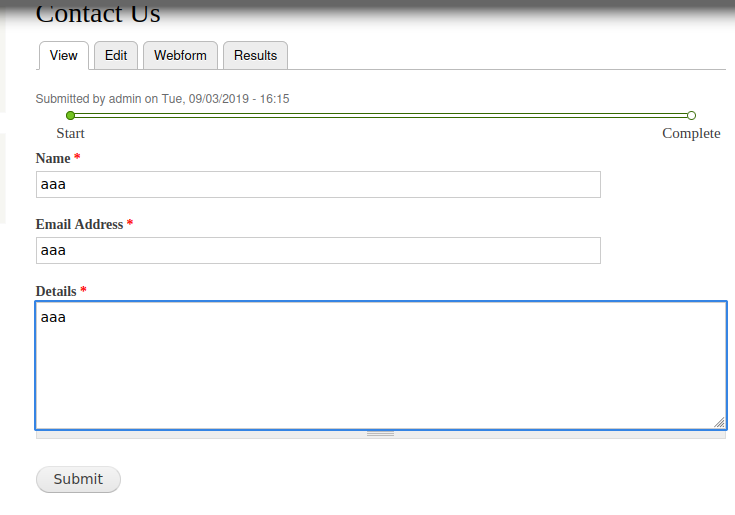 Contact Us
View Edit Webform Results
Submitted by admin on Tue, 09/03/2019 - 16:15
Start Complete
Name *
aaa
Email Address *
aaa
Details *
aaa
Submit